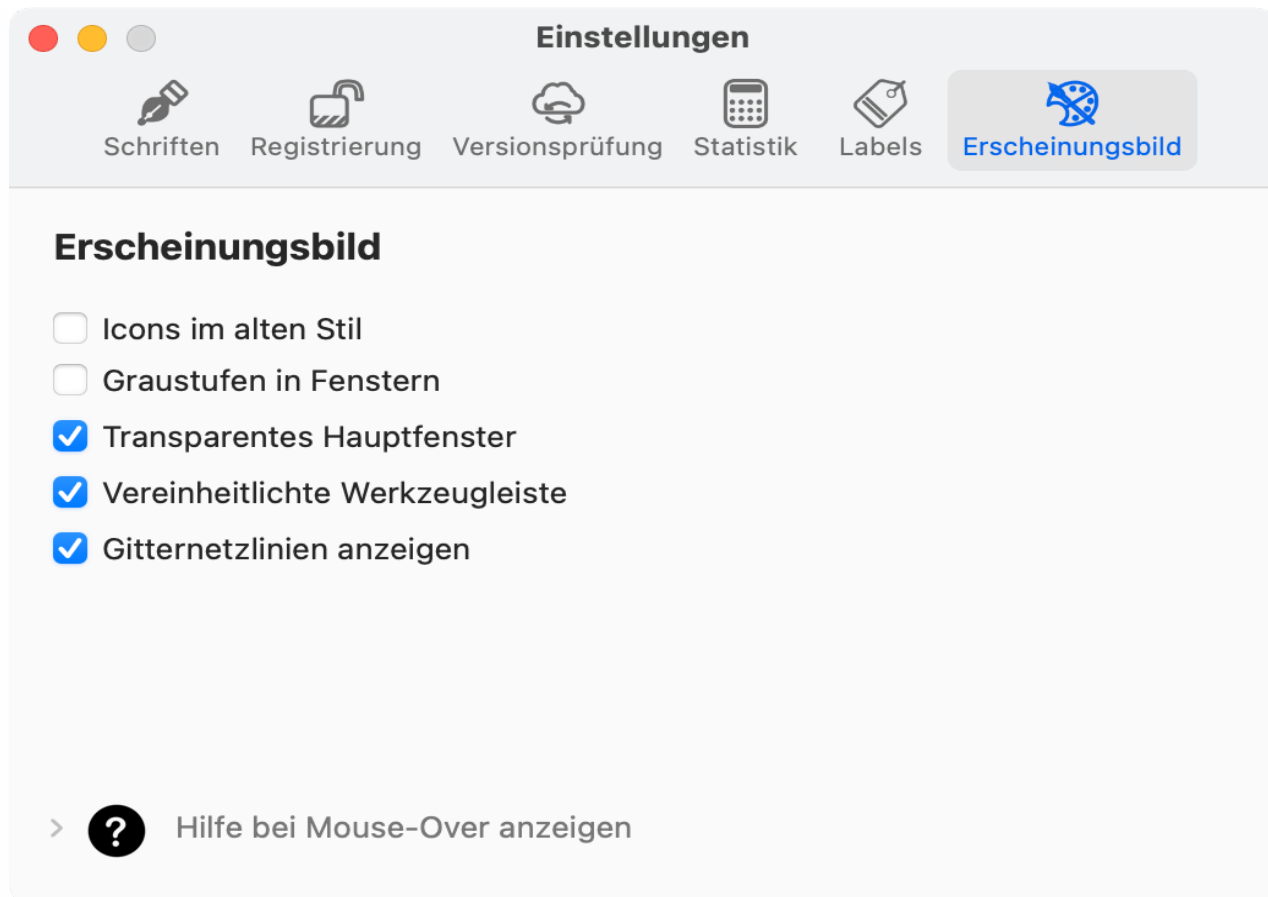 Einstellungen
Schriften Registrierung Versionsprüfung Statistik Labels Erscheinungsbild
Erscheinungsbild
Icons im alten Stil
Graustufen in Fenstern
Transparentes Hauptfenster
Vereinheitlichte Werkzeugleiste
Gitternetzlinien anzeigen
? Hilfe bei Mouse-Over anzeigen